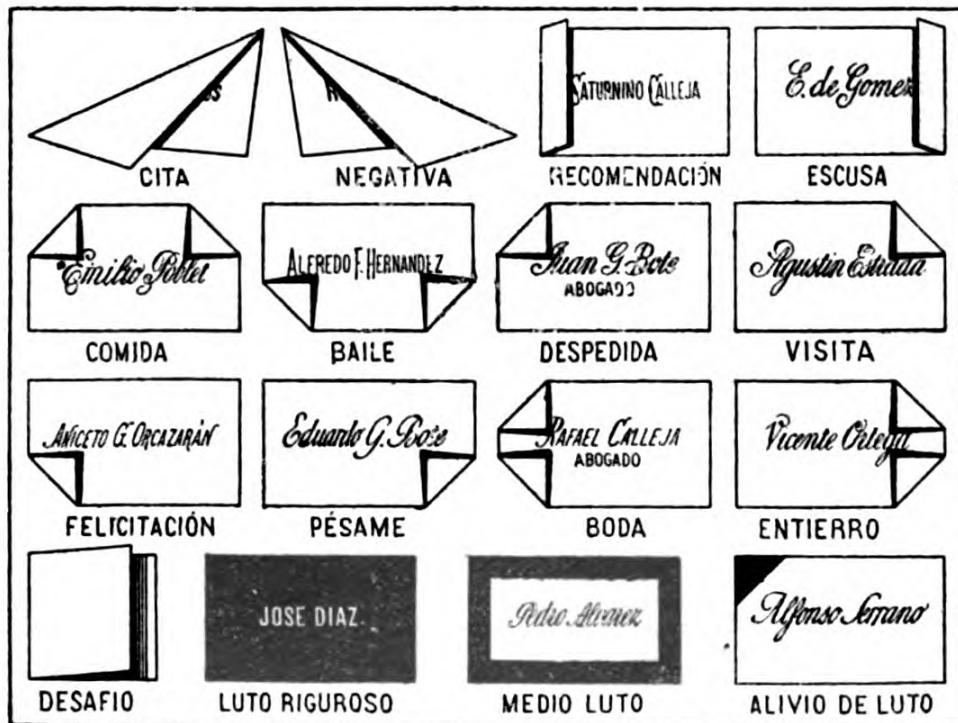 CITA
NEGATIVA
SATURNINO CALLEJA
RECOMENDACIÓN
E. de Gomez
ESCUSA
Emilio Poblet
COMIDA
ALFREDO F. HERNANDEZ
BAILE
Juan G. Bote
ABOGADO
DESPEDIDA
Agustin Estrada
VISITA
ANICETO G. ORCAZARÁN
FELICITACIÓN
Eduardo G. Bote
PÉSAME
RAFAEL CALLEJA
ABOGADO
BODA
Vicente Ortega
ENTIERRO
DESAFIO
JOSE DIAZ.
LUTO RIGUROSO
Pedro Alvarez
MEDIO LUTO
Alfonso Serrano
ALIVIO DE LUTO